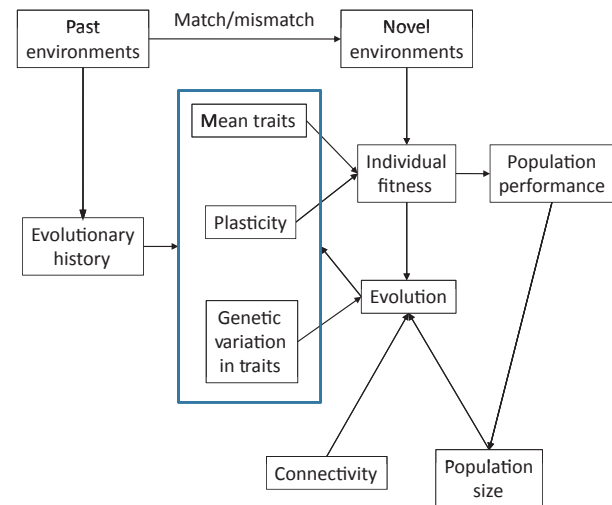 Past
environments
Match/mismatch
Novel
environments
Mean traits
Individual
fitness
Population
performance
Plasticity
Evolutionary
history
Evolution
Genetic
variation
in traits
Connectivity
Population
size